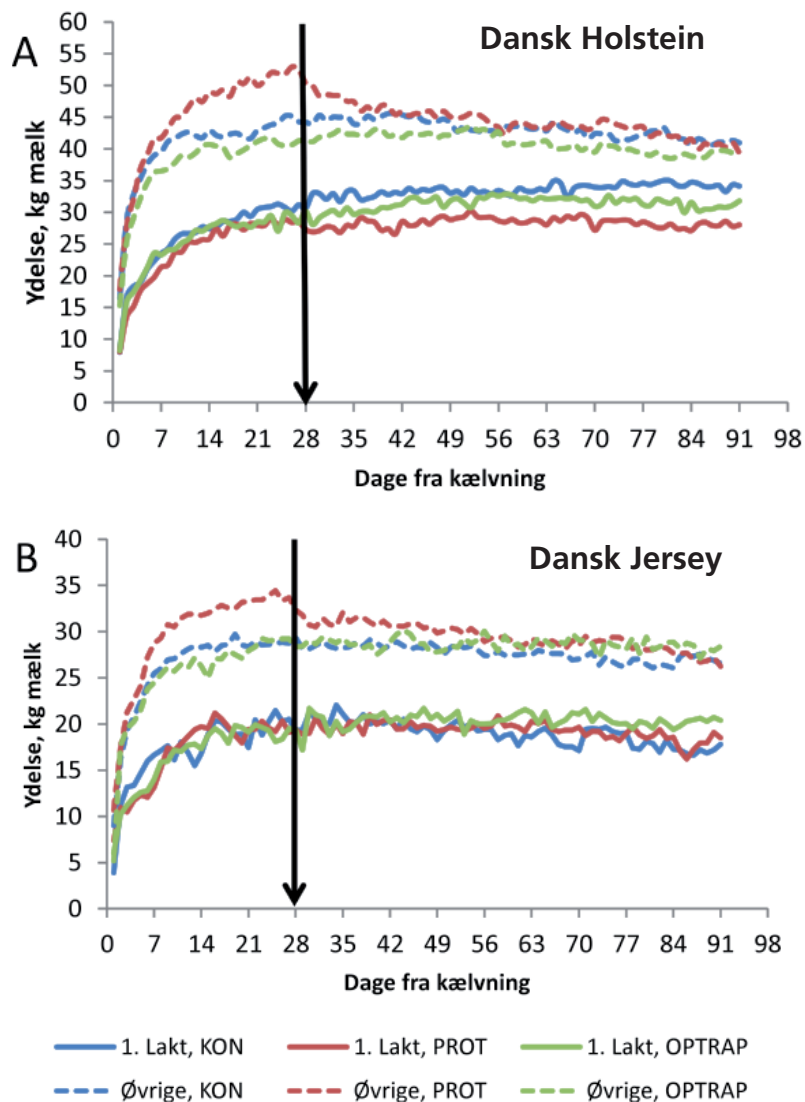 A
Dansk Holstein
Ydelse, kg mælk
60
55
50
45
40
35
30
25
20
15
10
5
0
0 7 14 21 28 35 42 49 56 63 70 77 84 91 98
Dage fra kælvning
B
Dansk Jersey
Ydelse, kg mælk
40
35
30
25
20
15
10
5
0
0 7 14 21 28 35 42 49 56 63 70 77 84 91 98
Dage fra kælvning
1. Lakt, KON 1. Lakt, PROT 1. Lakt, OPTRAP
Øvrige, KON Øvrige, PROT Øvrige, OPTRAP